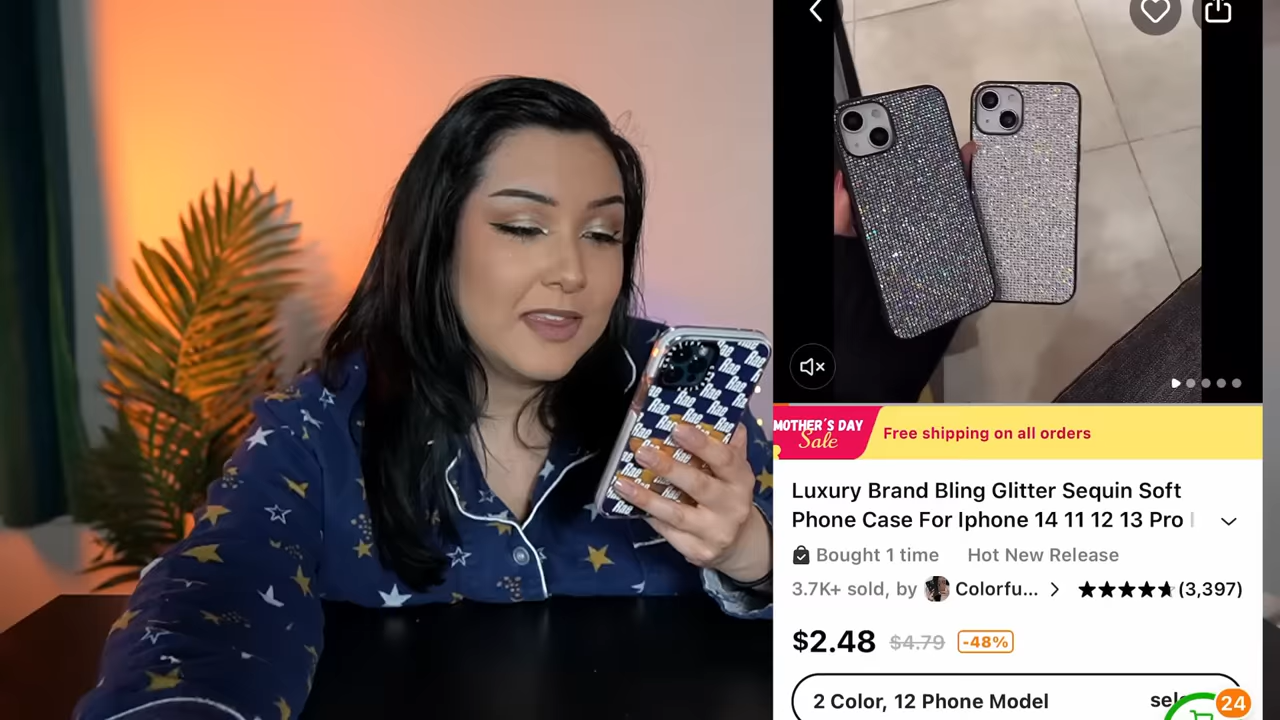 Rae
MOTHER'S DAY
Sale
Free shipping on all orders
Luxury Brand Bling Glitter Sequin Soft
Phone Case For Iphone 14 11 12 13 Pro
Bought 1 time Hot New Release
3.7K+ sold, by Colorfu... > (3,397)
$2.48 $4.79 -48%
2 Color, 12 Phone Model
24